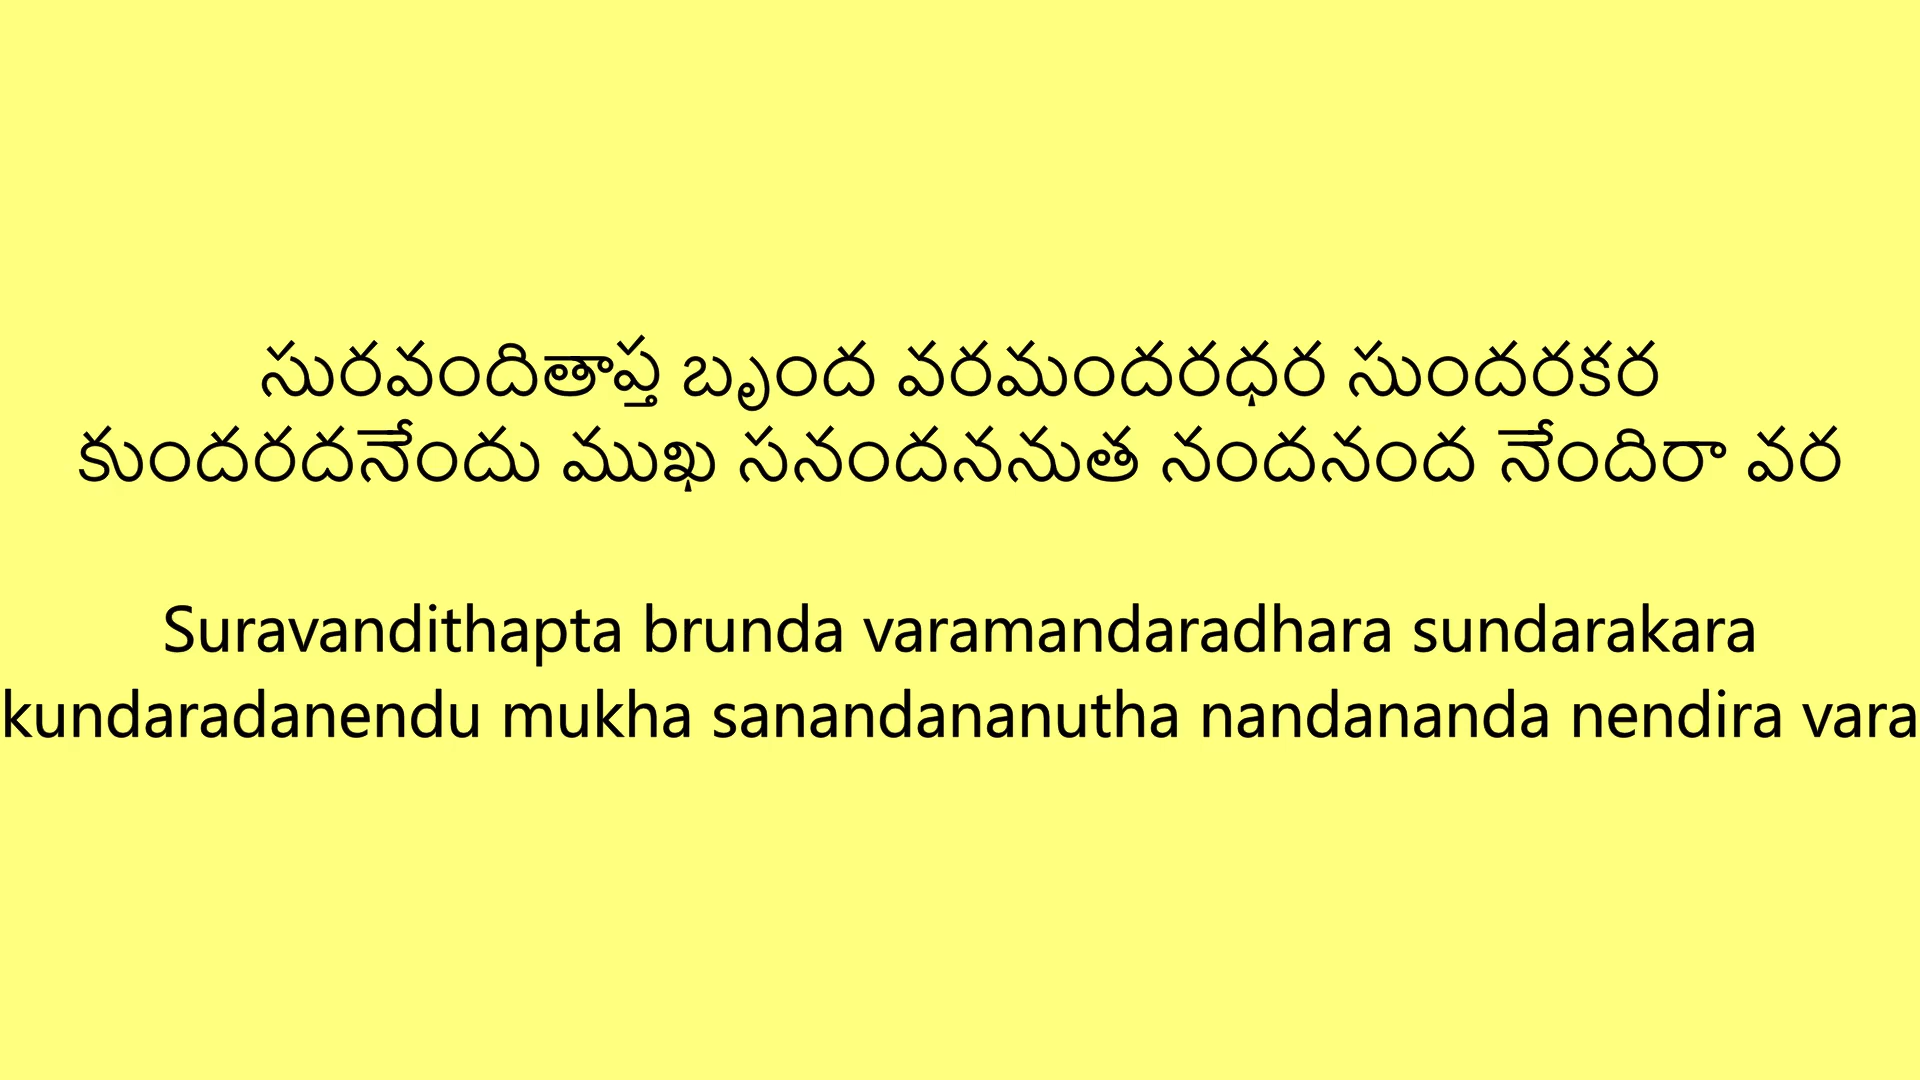 సురవందితాప్త బృంద వరమందరధర సుందరకర
కుందరదనేందు ముఖ సనందననుత నందనంద నేందిరా వర
Suravandithapta brunda varamandaradhara sundarakara
kundaradanendu mukha sanandananutha nandananda nendira vara